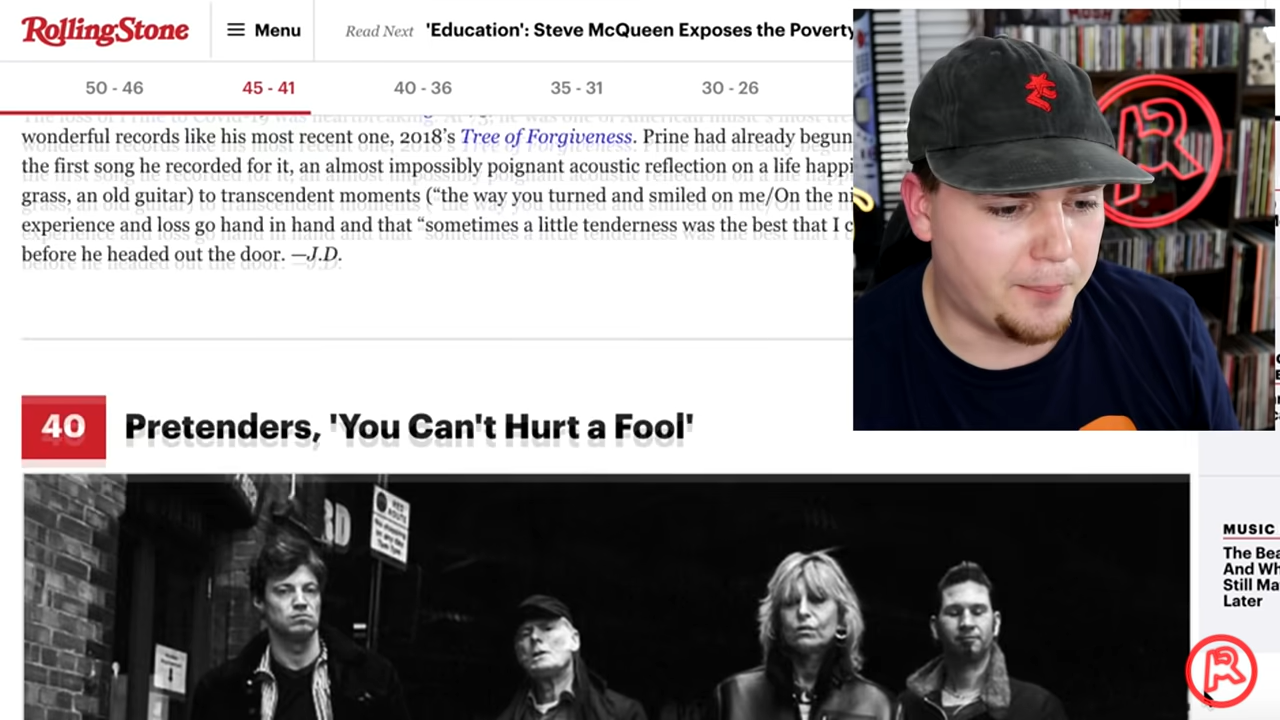 RollingStone
Menu
Read Next 'Education': Steve McQueen Exposes the Poverty
50 - 46
45 - 41
40 - 36
35 - 31
30 - 26
wonderful records like his most recent one, 2018's Tree of Forgiveness. Prine had already begun
the first song he recorded for it, an almost impossibly poignant acoustic reflection on a life happi
grass, an old guitar) to transcendent moments ("the way you turned and smiled on me/On the ni
experience and loss go hand in hand and that "sometimes a little tenderness was the best that I c
before he headed out the door. —J.D.
40
Pretenders, 'You Can't Hurt a Fool'
MUSIC
The Bea
And Wh
Still Ma
Later